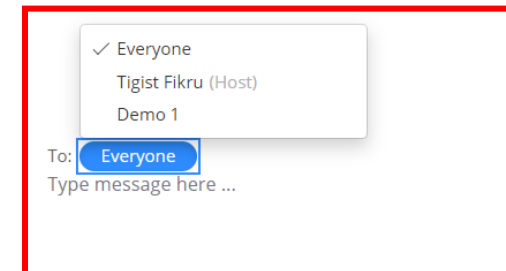 Everyone
Tigist Fikru (Host)
Demo 1
To: Everyone
Type message here ...